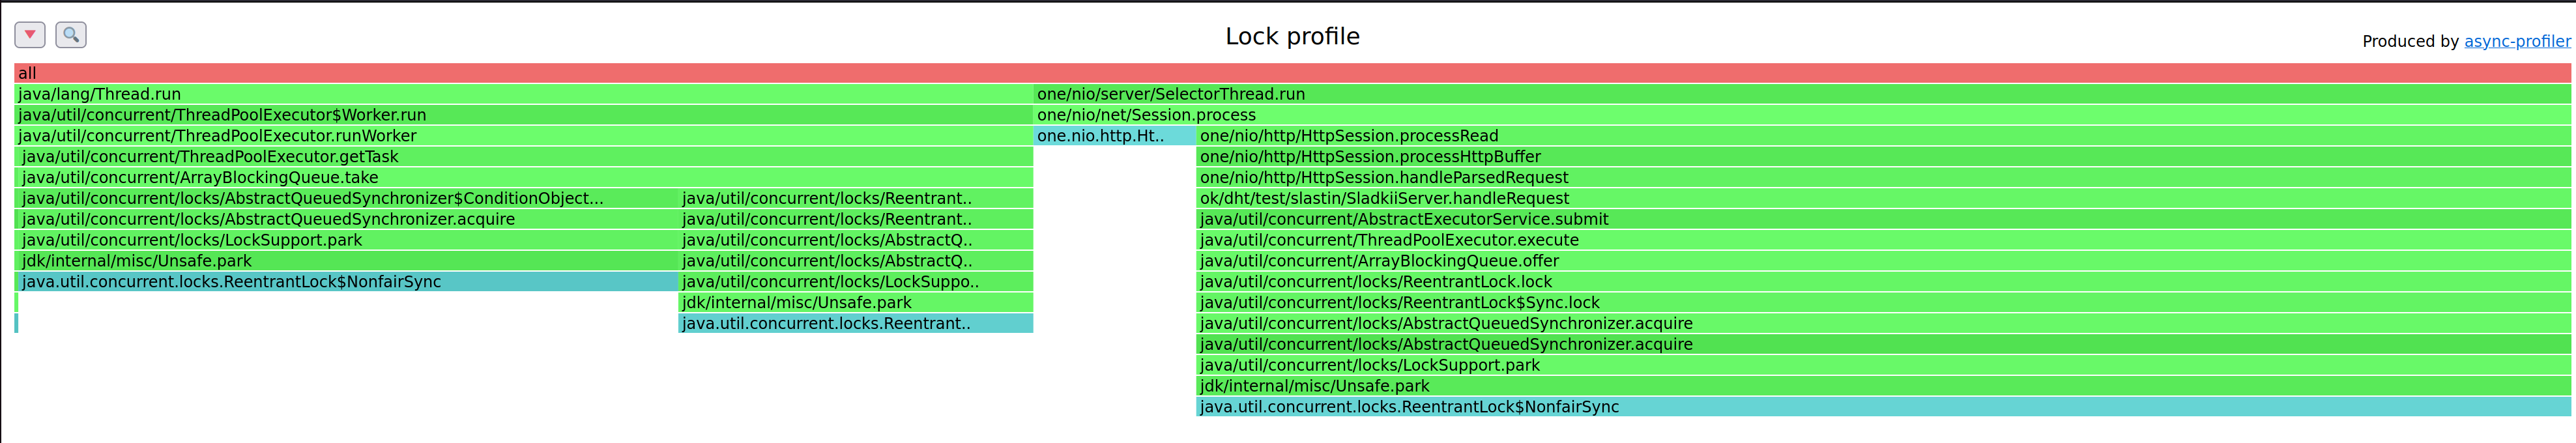 Lock profile
Produced by async-profiler
all
java/lang/Thread.run one/nio/server/SelectorThread.run
java/util/concurrent/ThreadPoolExecutor$Worker.run one/nio/net/Session.process
java/util/concurrent/ThreadPoolExecutor.runWorker one.nio.http.Ht.. one/nio/http/HttpSession.processRead
java/util/concurrent/ThreadPoolExecutor.getTask one/nio/http/HttpSession.processHttpBuffer
java/util/concurrent/ArrayBlockingQueue.take one/nio/http/HttpSession.handleParsedRequest
java/util/concurrent/locks/AbstractQueuedSynchronizer$ConditionObject... java/util/concurrent/locks/Reentrant.. ok/dht/test/slastin/SladkiiServer.handleRequest
java/util/concurrent/locks/AbstractQueuedSynchronizer.acquire java/util/concurrent/locks/Reentrant.. java/util/concurrent/AbstractExecutorService.submit
java/util/concurrent/locks/LockSupport.park java/util/concurrent/locks/AbstractQ.. java/util/concurrent/ThreadPoolExecutor.execute
jdk/internal/misc/Unsafe.park java/util/concurrent/locks/AbstractQ.. java/util/concurrent/ArrayBlockingQueue.offer
java.util.concurrent.locks.ReentrantLock$NonfairSync java/util/concurrent/locks/LockSuppo.. java/util/concurrent/locks/ReentrantLock.lock
jdk/internal/misc/Unsafe.park java/util/concurrent/locks/ReentrantLock$Sync.lock
java.util.concurrent.locks.Reentrant.. java/util/concurrent/locks/AbstractQueuedSynchronizer.acquire
java/util/concurrent/locks/AbstractQueuedSynchronizer.acquire
java/util/concurrent/locks/LockSupport.park
jdk/internal/misc/Unsafe.park
java.util.concurrent.locks.ReentrantLock$NonfairSync